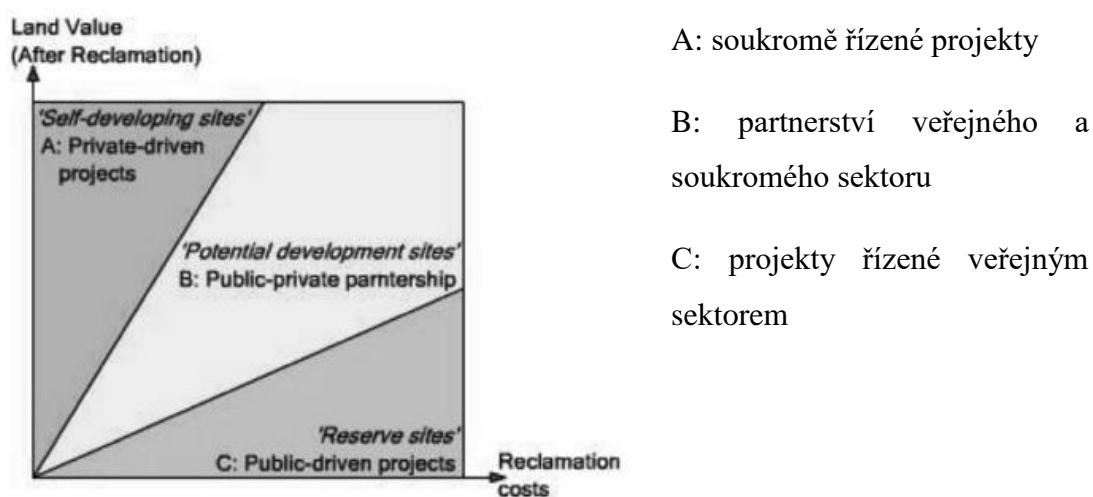 Land Value
(After Reclamation)
'Self-developing sites'
A: Private-driven
projects
'Potential development sites'
B: Public-private parntership
'Reserve sites'
C: Public-driven projects
Reclamation
costs
A: soukromě řízené projekty
B: partnerství veřejného a
soukromého sektoru
C: projekty řízené veřejným
sektorem